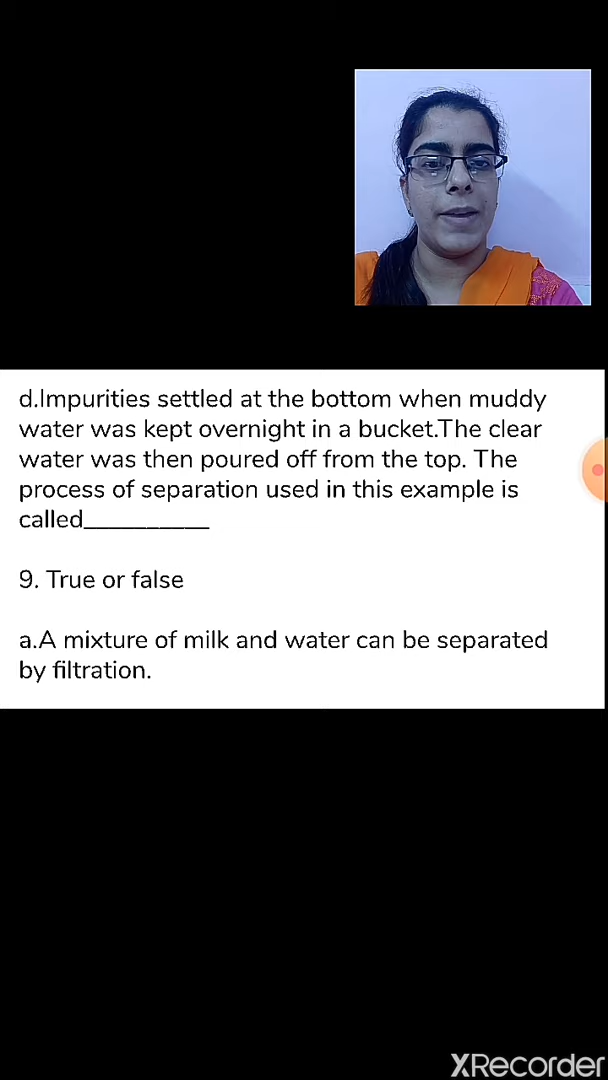 d.Impurities settled at the bottom when muddy
water was kept overnight in a bucket.The clear
water was then poured off from the top. The
process of separation used in this example is
called__________
9. True or false
a.A mixture of milk and water can be separated
by filtration.
XRecorder